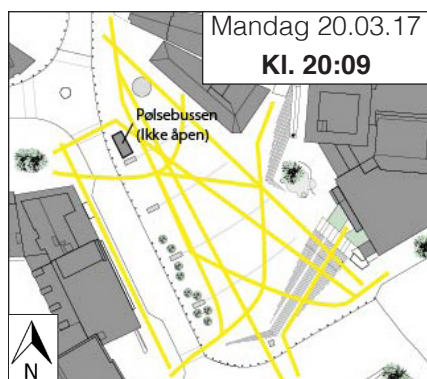 Mandag 20.03.17
Kl. 20:09
Pølsebussen
(Ikke åpen)
N